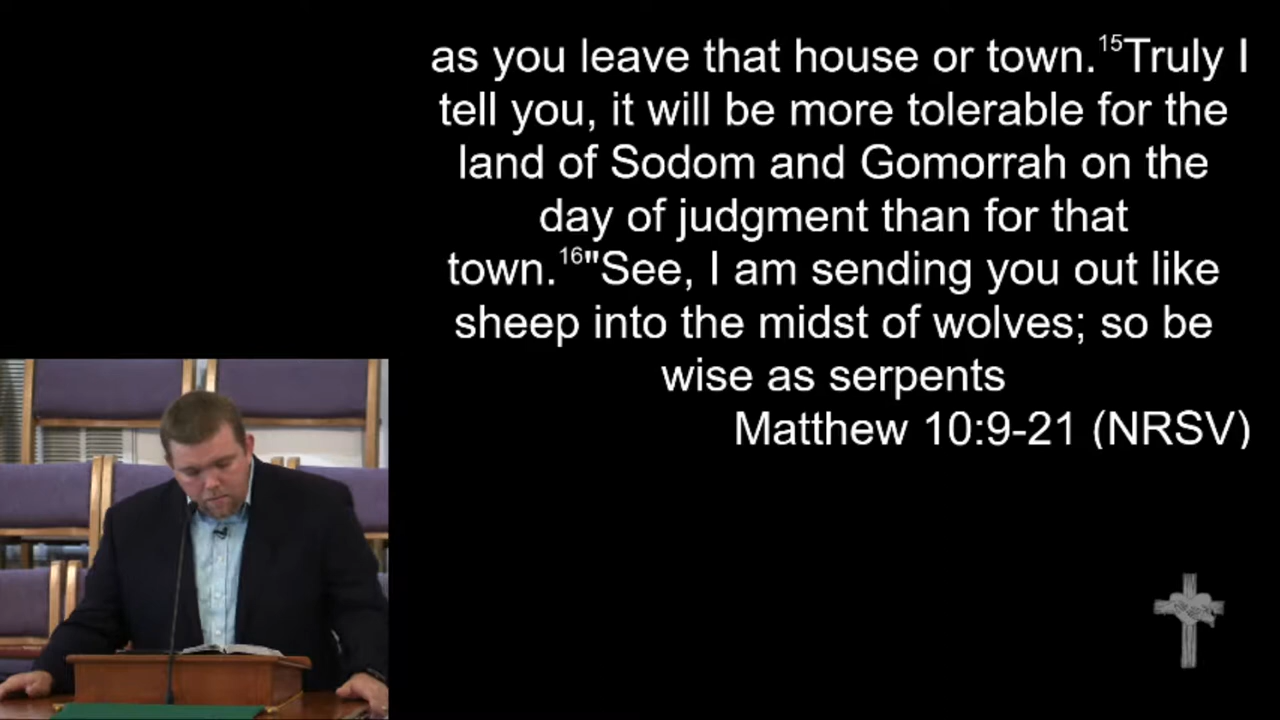 as you leave that house or town.¹⁵Truly I
tell you, it will be more tolerable for the
land of Sodom and Gomorrah on the
day of judgment than for that
town.¹⁶"See, I am sending you out like
sheep into the midst of wolves; so be
wise as serpents
Matthew 10:9-21 (NRSV)